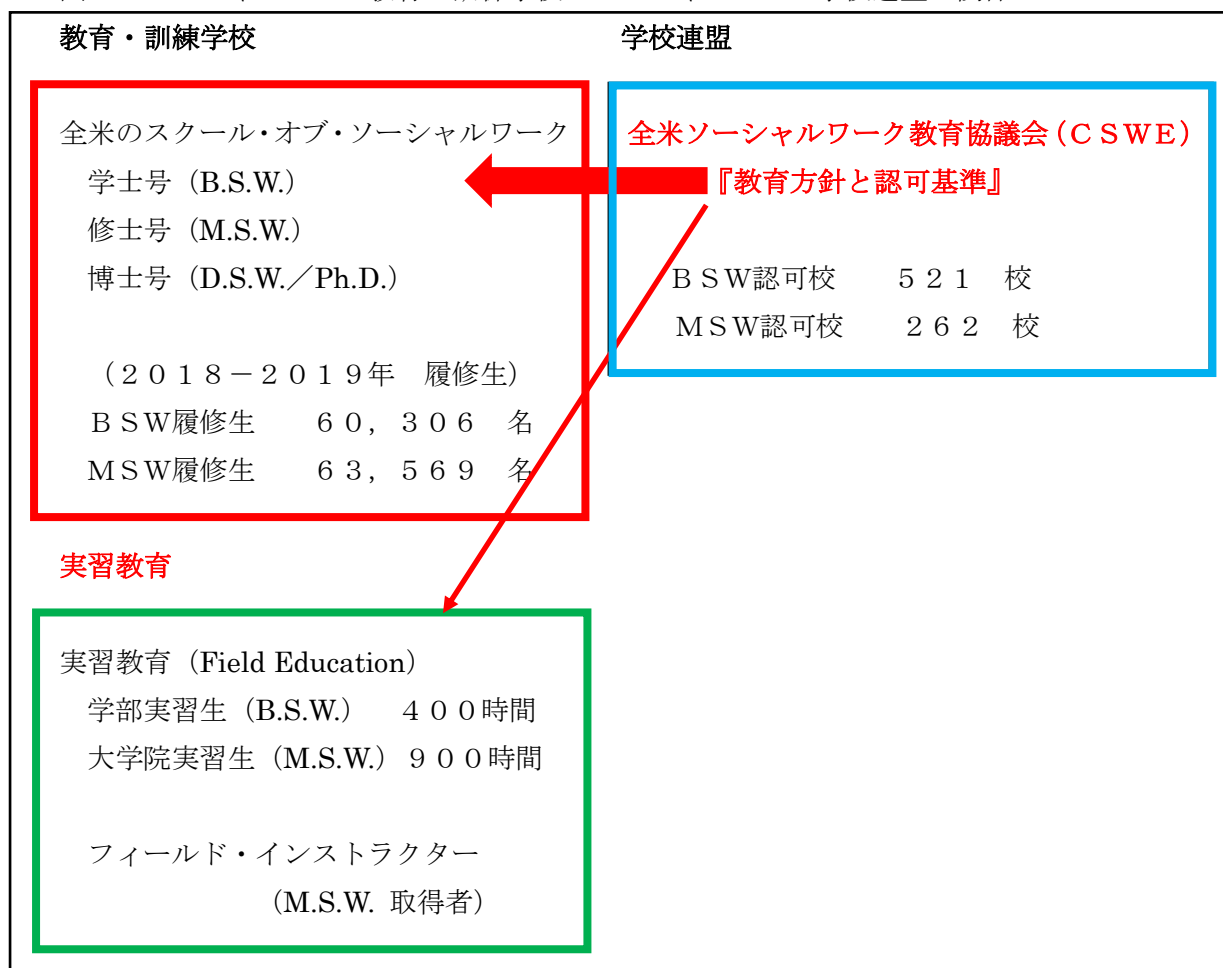 教育・訓練学校
学校連盟
全米のスクール・オブ・ソーシャルワーク
学士号（B.S.W.）
修士号（M.S.W.）
博士号（D.S.W.／Ph.D.）
（２０１８－２０１９年　履修生）
ＢＳＷ履修生　　６０，３０６　名
ＭＳＷ履修生　　６３，５６９　名
全米ソーシャルワーク教育協議会（ＣＳＷＥ）
『教育方針と認可基準』
ＢＳＷ認可校　　５２１　校
ＭＳＷ認可校　　２６２　校
実習教育
実習教育（Field Education）
学部実習生（B.S.W.）　４００時間
大学院実習生（M.S.W.）９００時間
フィールド・インストラクター
（M.S.W. 取得者）